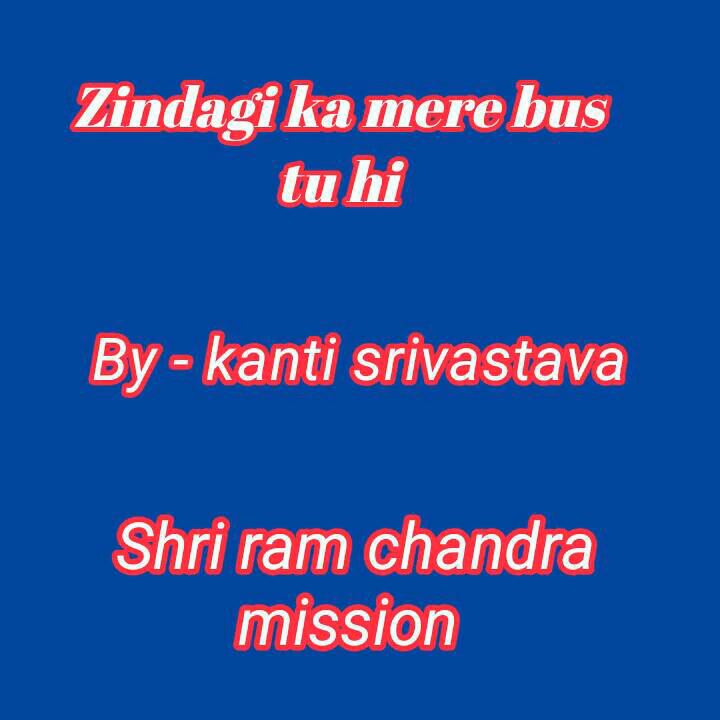 Zindagi ka mere bus
tu hi
By - kanti srivastava
Shri ram chandra
mission